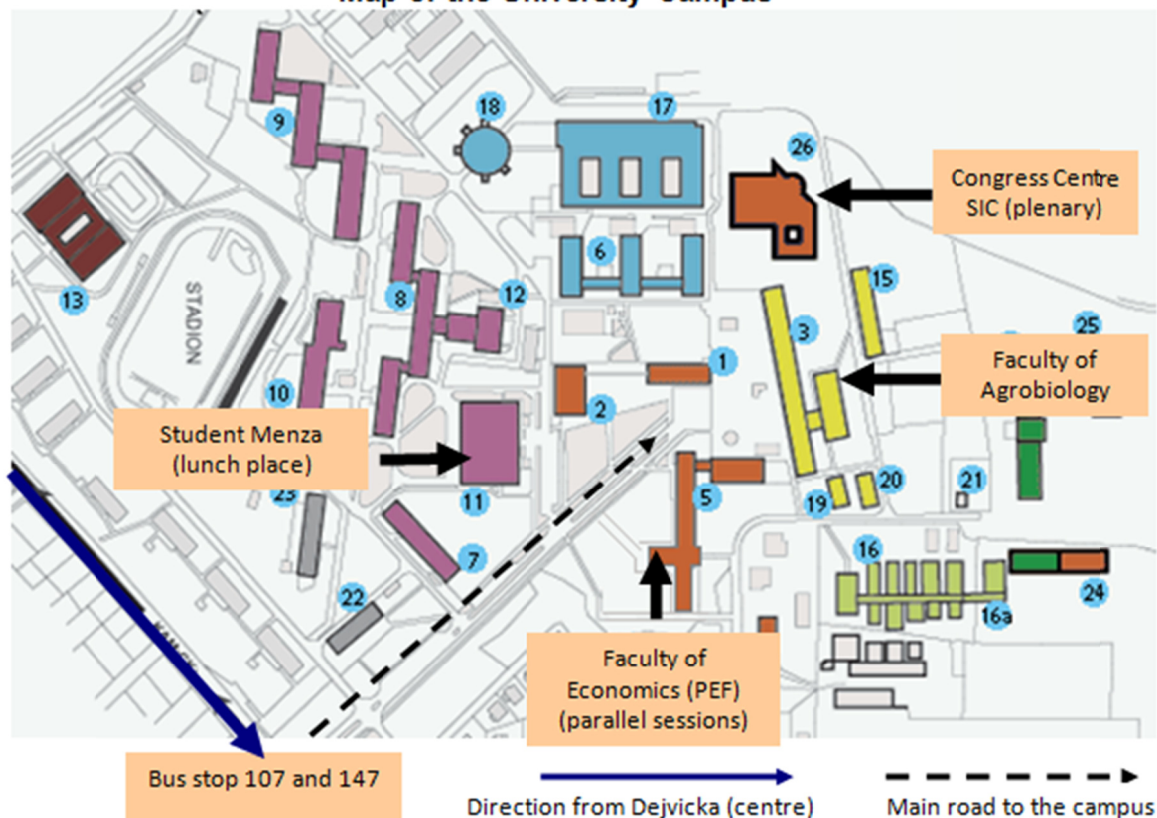 Map of the University Campus
18
17
9
26
Congress Centre
SIC (plenary)
6
13
STADION
8
12
15
3
25
1
Faculty of
Agrobiology
10
2
Student Menza
(lunch place)
23
11
5
19
20
21
7
16
22
24
16a
Faculty of
Economics (PEF)
(parallel sessions)
Bus stop 107 and 147
Direction from Dejvicka (centre)
Main road to the campus